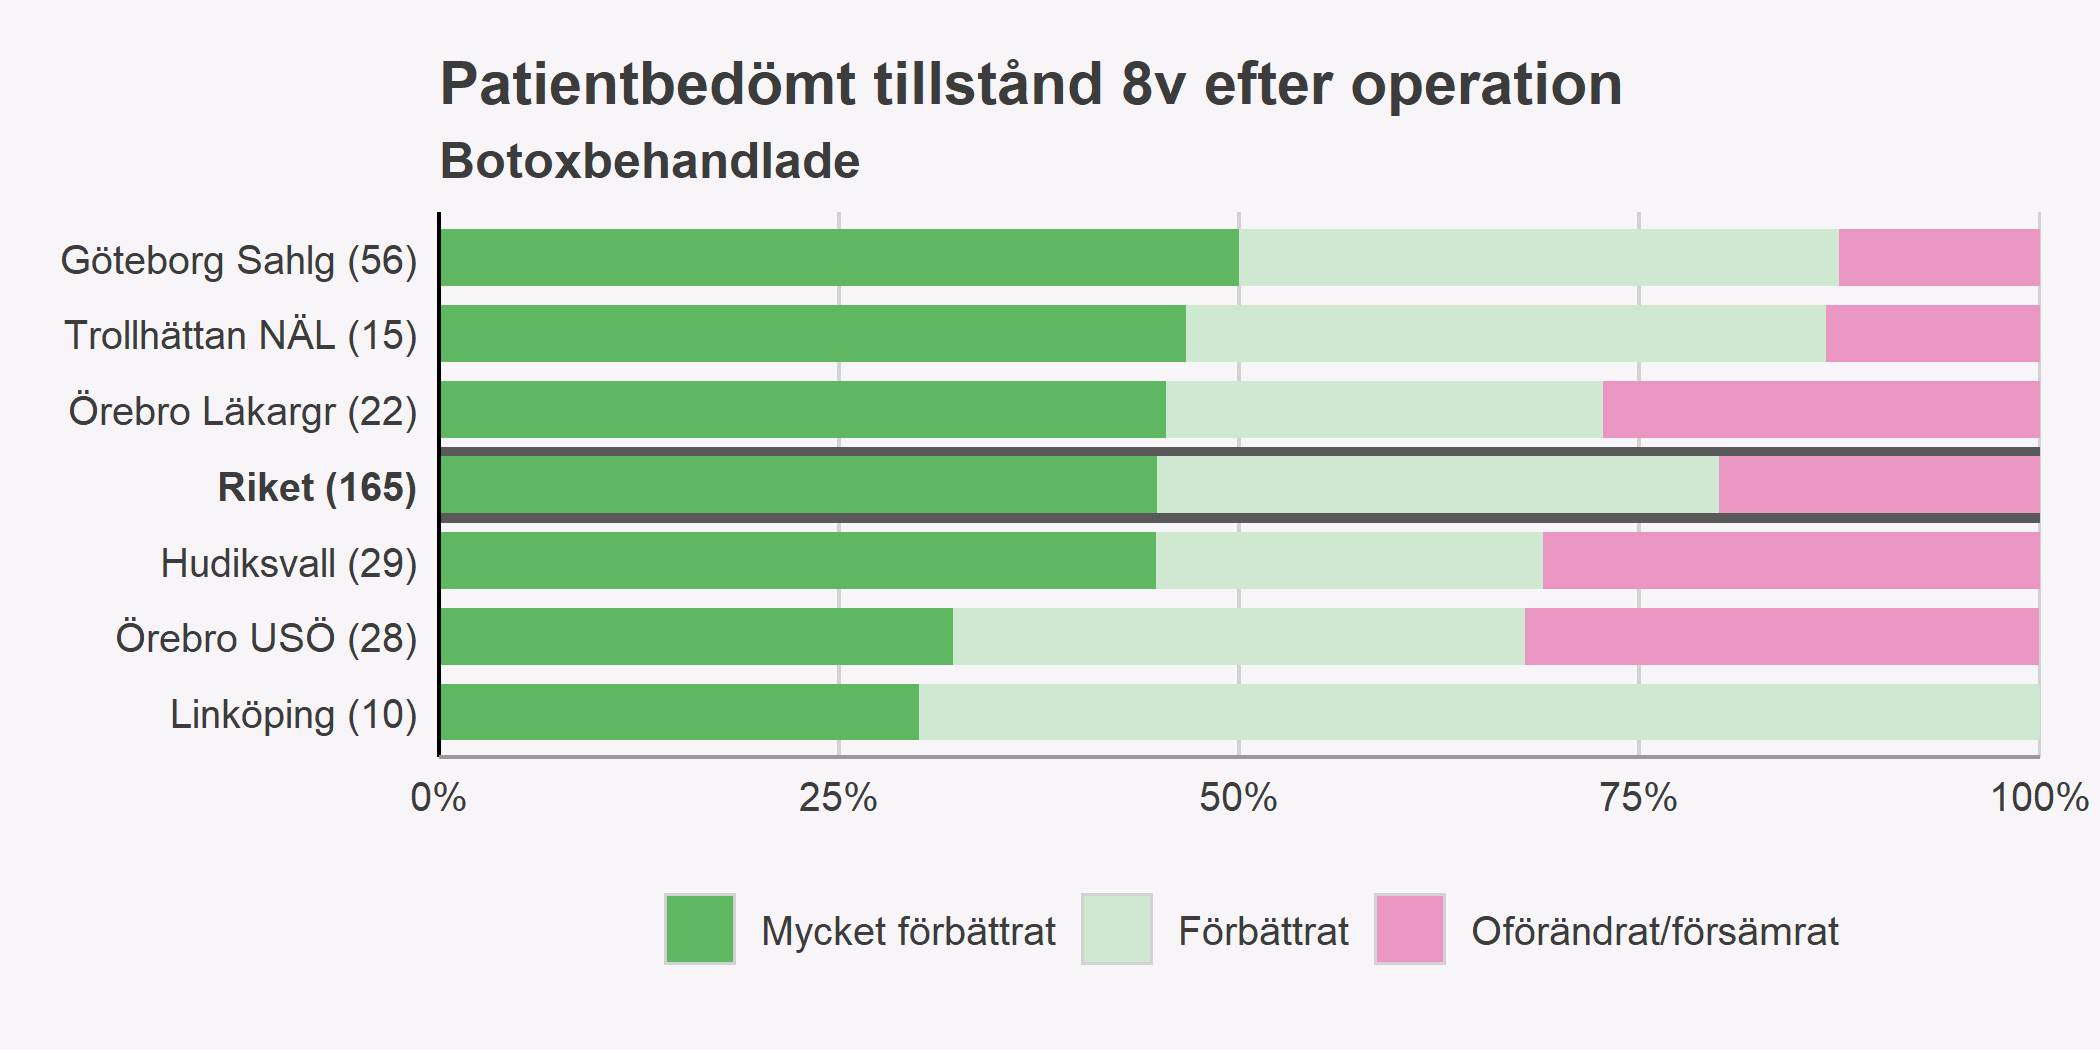 Patientbedömt tillstånd 8v efter operation
Botoxbehandlade
Göteborg Sahlg (56)
Trollhättan NÄL (15)
Örebro Läkargr (22)
Riket (165)
Hudiksvall (29)
Örebro USÖ (28)
Linköping (10)
0% 25% 50% 75% 100%
Mycket förbättrat Förbättrat Oförändrat/försämrat